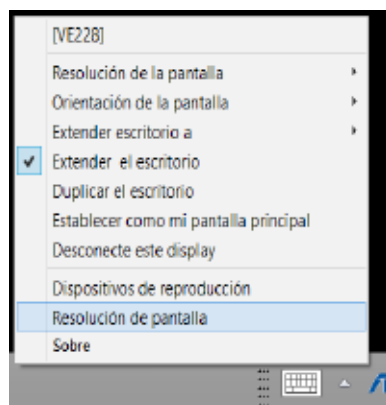 [VE228]
Resolución de la pantalla
Orientación de la pantalla
Extender escritorio a
Extender el escritorio
Duplicar el escritorio
Establecer como mi pantalla principal
Desconecte este display
Dispositivos de reproducción
Resolución de pantalla
Sobre